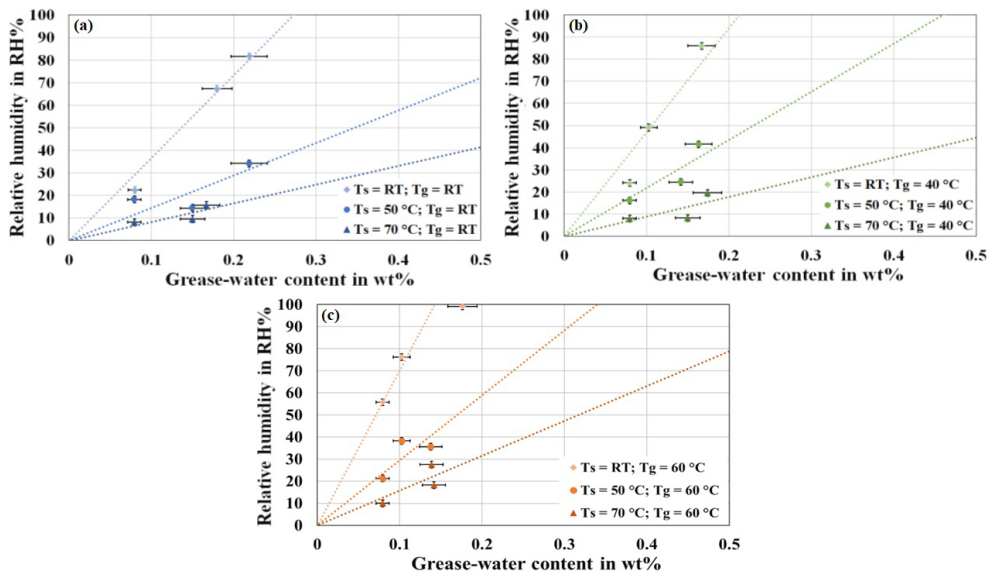 (a)
Relative humidity in RH%
100
90
80
70
60
50
40
30
20
10
0
Ts = RT; Tg = RT
Ts = 50 °C; Tg = RT
Ts = 70 °C; Tg = RT
0 0.1 0.2 0.3 0.4 0.5
Grease-water content in wt%
(b)
Relative humidity in RH%
100
90
80
70
60
50
40
30
20
10
0
Ts = RT; Tg = 40 °C
Ts = 50 °C; Tg = 40 °C
Ts = 70 °C; Tg = 40 °C
0 0.1 0.2 0.3 0.4 0.5
Grease-water content in wt%
(c)
Relative humidity in RH%
100
90
80
70
60
50
40
30
20
10
0
Ts = RT; Tg = 60 °C
Ts = 50 °C; Tg = 60 °C
Ts = 70 °C; Tg = 60 °C
0 0.1 0.2 0.3 0.4 0.5
Grease-water content in wt%